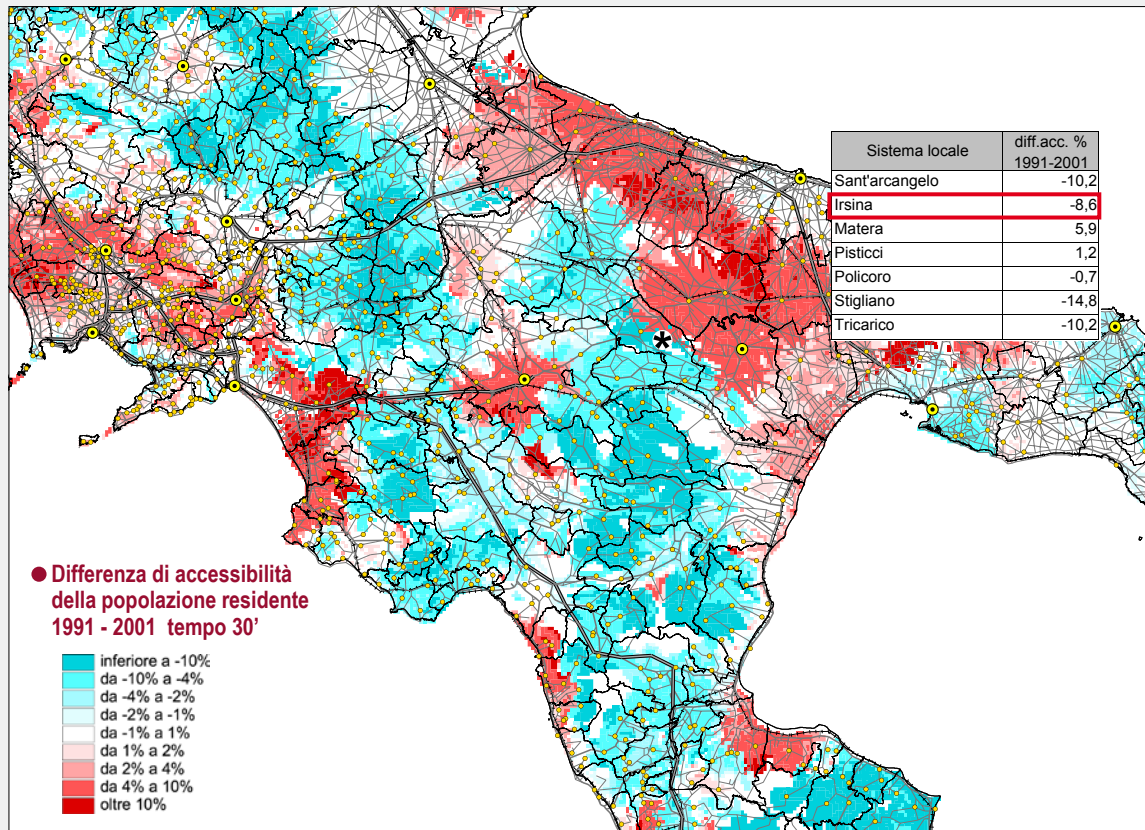 Sistema locale diff.acc. % 1991-2001
Sant'arcangelo -10,2
Irsina -8,6
Matera 5,9
Pisticci 1,2
Policoro -0,7
Stigliano -14,8
Tricarico -10,2
*
● Differenza di accessibilità
della popolazione residente
1991 - 2001 tempo 30’
inferiore a -10%
da -10% a -4%
da -4% a -2%
da -2% a -1%
da -1% a 1%
da 1% a 2%
da 2% a 4%
da 4% a 10%
oltre 10%